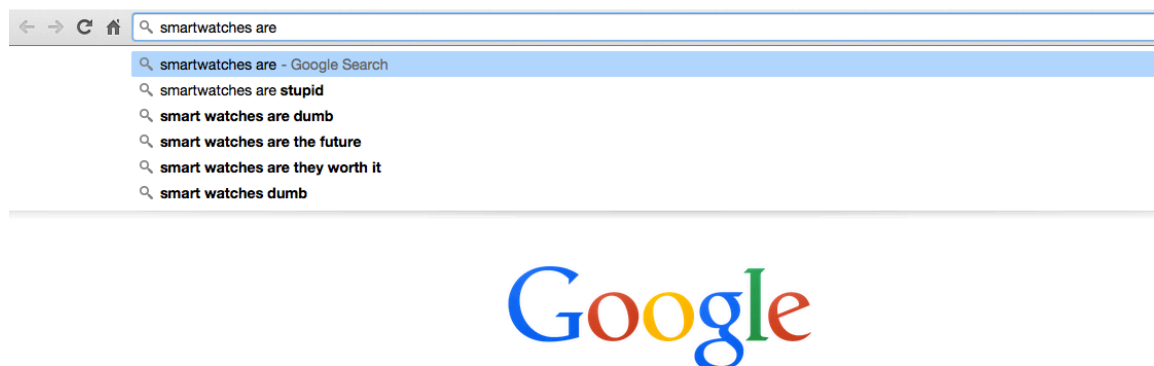 smartwatches are
smartwatches are - Google Search
smartwatches are stupid
smart watches are dumb
smart watches are the future
smart watches are they worth it
smart watches dumb
Google